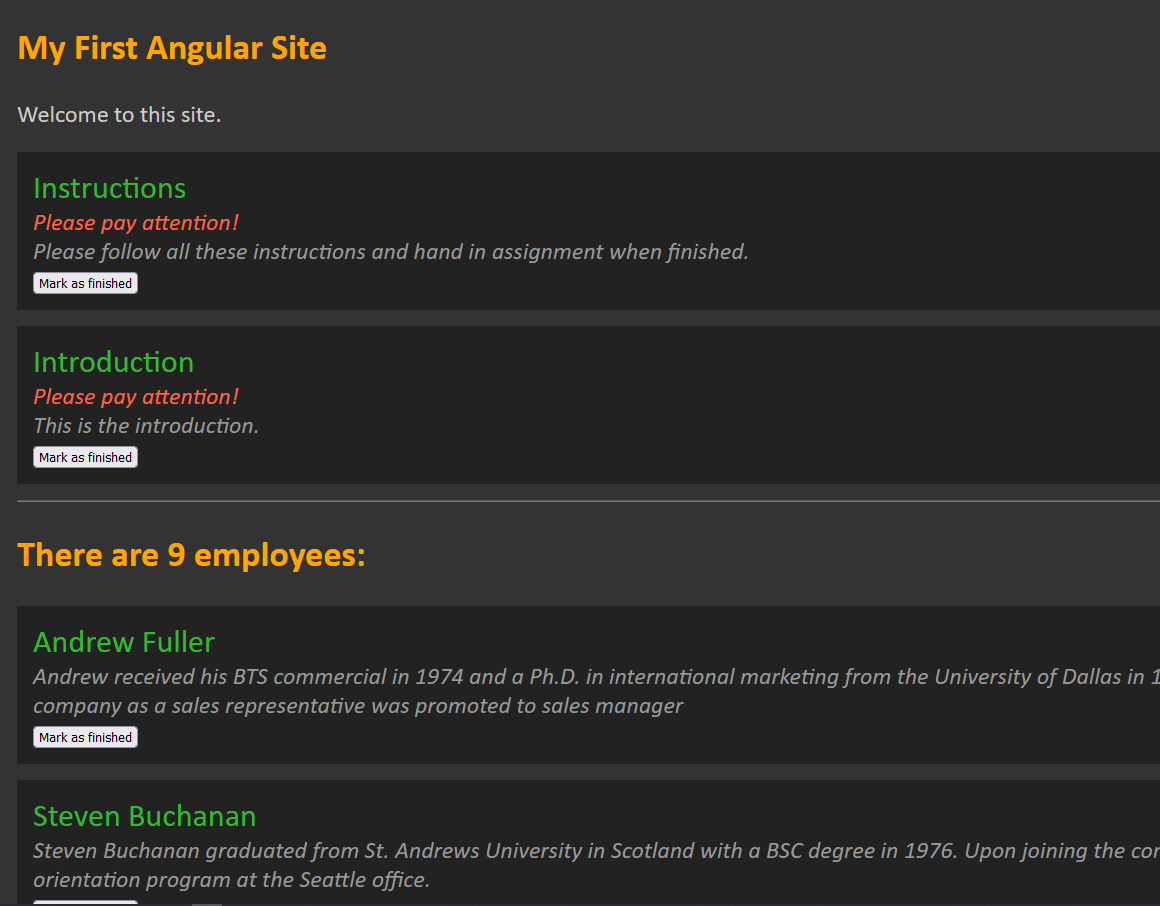 My First Angular Site
Welcome to this site.
Instructions
Please pay attention!
Please follow all these instructions and hand in assignment when finished.
Mark as finished
Introduction
Please pay attention!
This is the introduction.
Mark as finished
There are 9 employees:
Andrew Fuller
Andrew received his BTS commercial in 1974 and a Ph.D. in international marketing from the University of Dallas in
company as a sales representative was promoted to sales manager
Mark as finished
Steven Buchanan
Steven Buchanan graduated from St. Andrews University in Scotland with a BSC degree in 1976. Upon joining the
orientation program at the Seattle office.